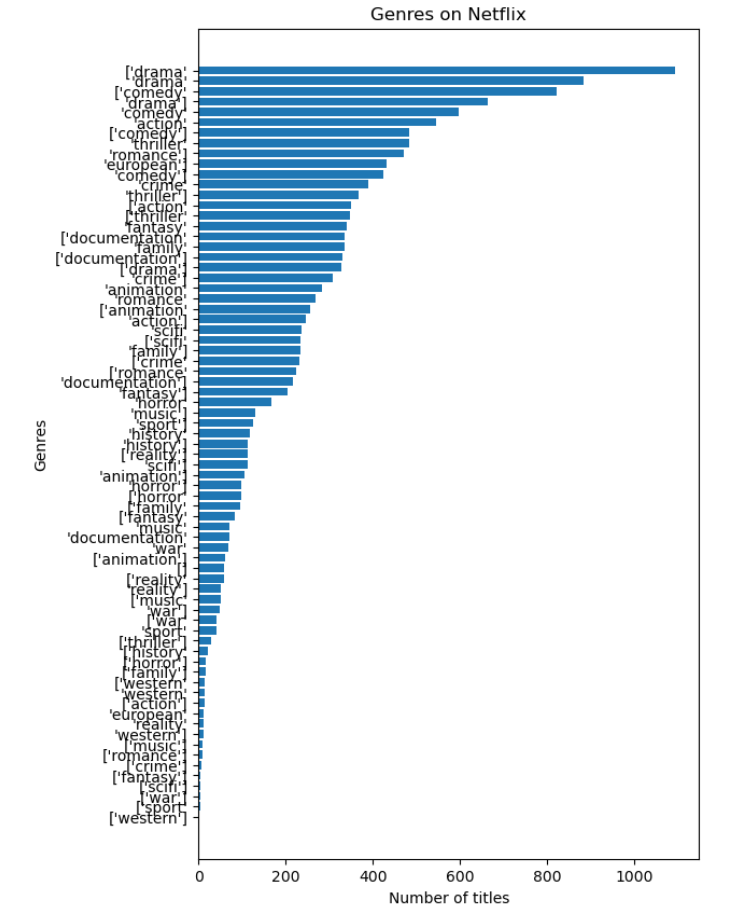 Genres on Netflix
['drama'
'drama'
['comedy'
'drama']
'comedy'
'action'
['comedy']
'thriller'
'romance']
'european']
'comedy']
'crime'
'thriller']
['action'
['thriller'
'fantasy'
['documentation'
'family'
['documentation']
['drama']
'crime']
'animation'
'romance'
['animation'
'action']
'scifi'
['scifi'
'family']
['crime'
['romance'
'documentation']
'fantasy']
'horror'
'music']
'sport']
'history'
'history']
['reality']
'scifi']
'animation']
'horror']
['horror'
['family'
['fantasy'
'music'
'documentation'
'war'
['animation']
[]
['reality'
'reality']
['music'
'war']
['war'
'sport'
['thriller']
['history'
['horror']
['family']
['western'
'western'
['action']
'european'
'reality'
'western']
['music']
['romance']
['crime']
['fantasy']
['scifi']
['war']
['sport'
['western']
Genres
0 200 400 600 800 1000
Number of titles